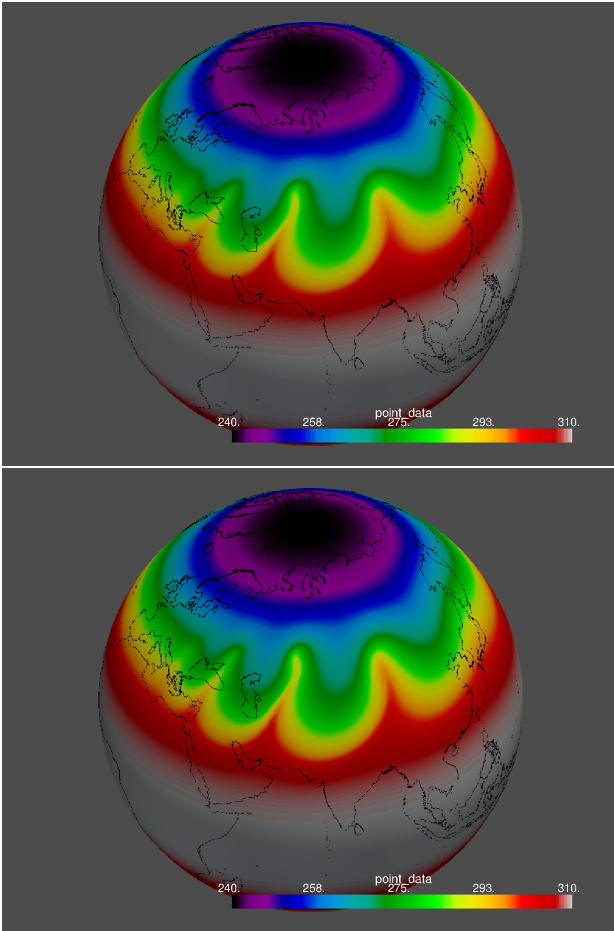 point_data
240. 258. 275. 293. 310.
point_data
240. 258. 275. 293. 310.